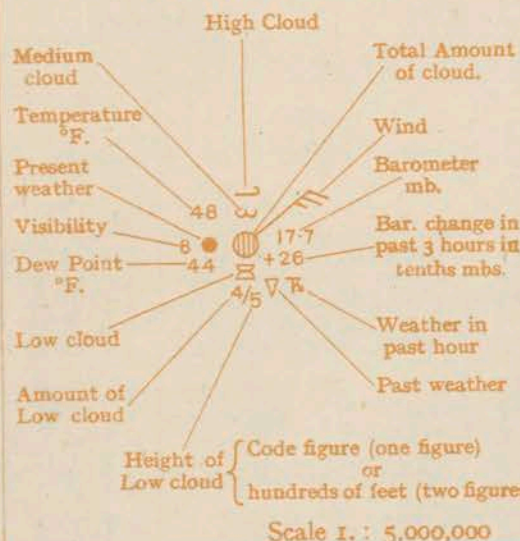 High Cloud
Medium
cloud
Total Amount
of cloud.
Temperature
°F.
Wind
Present
weather
Barometer
mb.
48
Visibility
8
17·7
Bar. change in
past 3 hours in
tenths mbs.
+26
Dew Point
°F.
44
4/5
Low cloud
Weather in
past hour
Amount of
Low cloud
Past weather
Height of
Low cloud
Code figure (one figure)
or
hundreds of feet (two figure
Scale 1. : 5,000,000